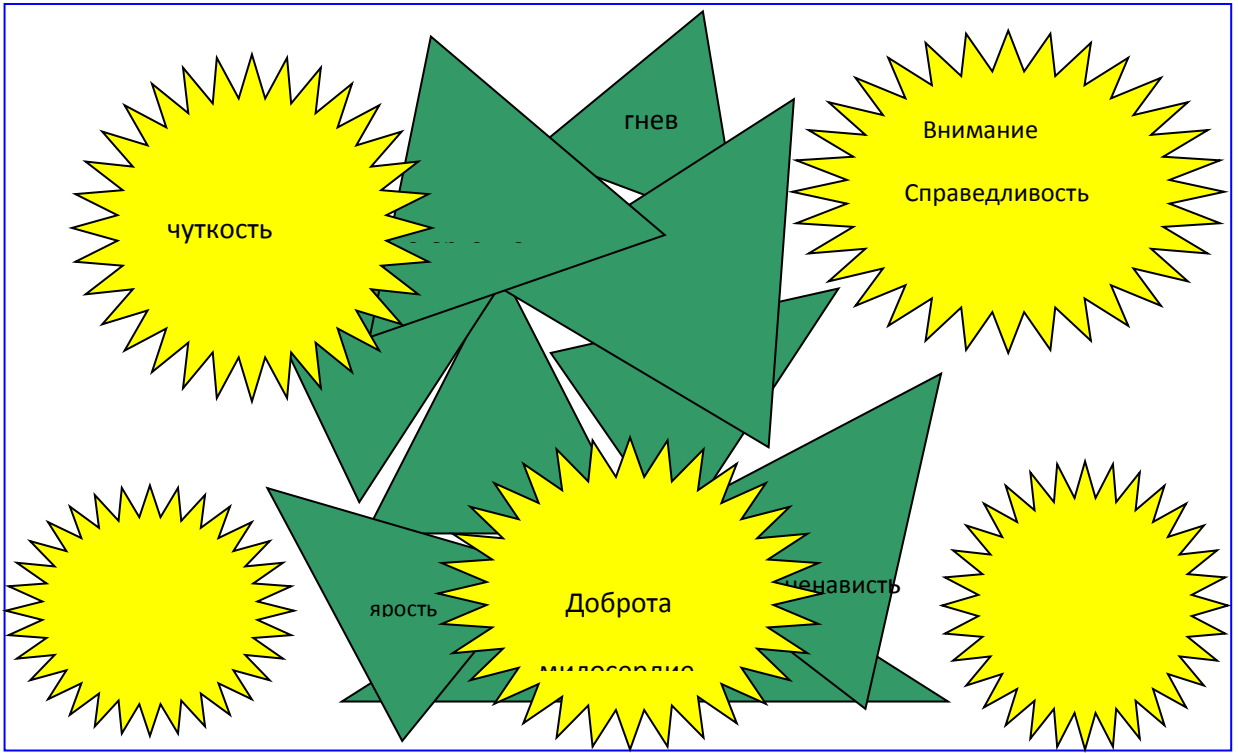 гнев
Внимание
Справедливость
чуткость
ненависть
Доброта
ярость
милосердие